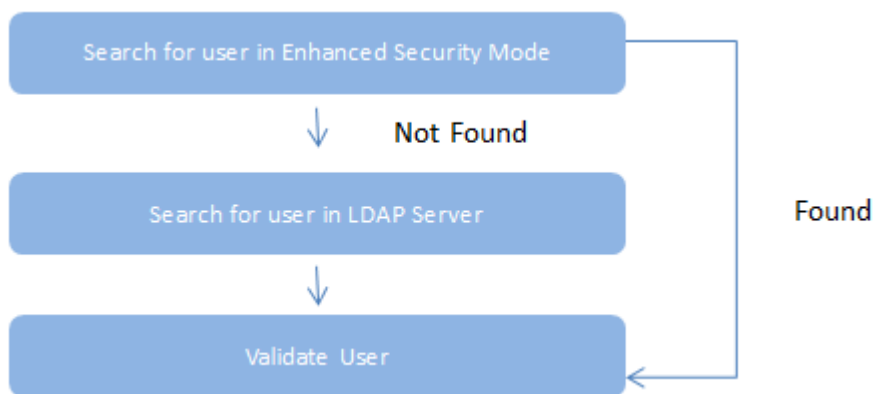 Search for user in Enhanced Security Mode
Not Found
Search for user in LDAP Server
Found
Validate User